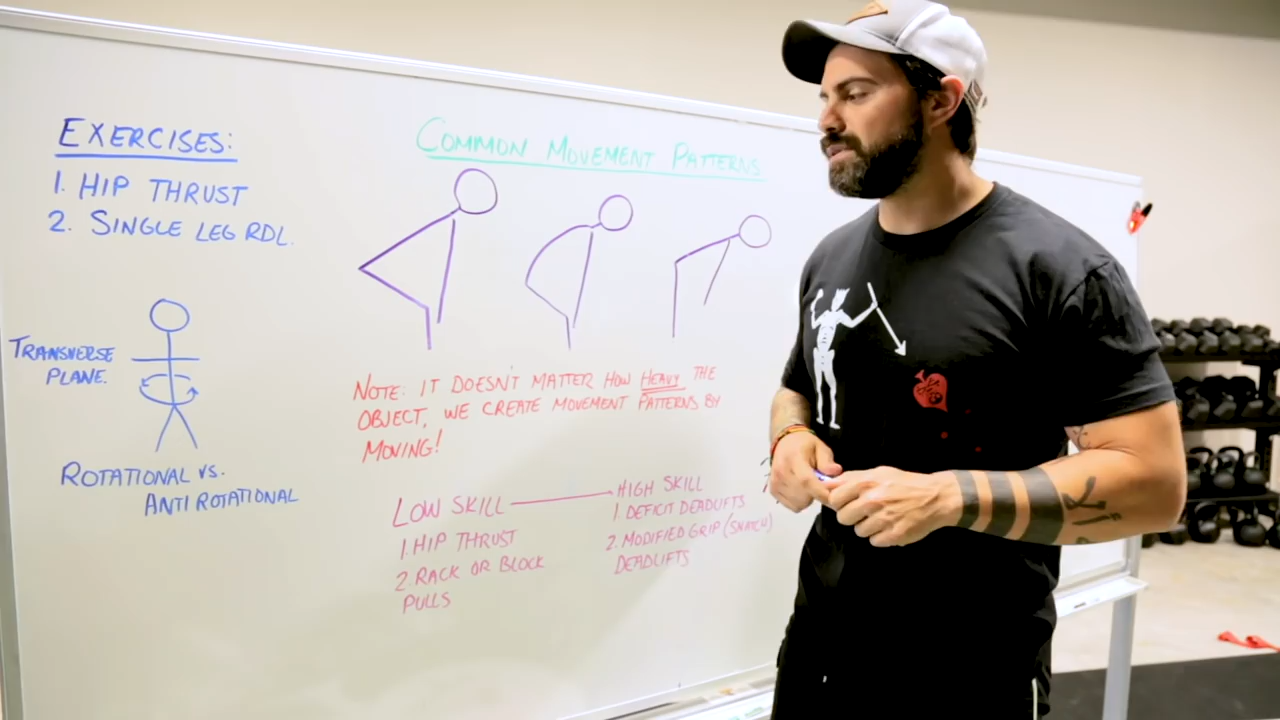 EXERCISES:
1. HIP THRUST
2. SINGLE LEG RDL.
TRANSVERSE
PLANE.
ROTATIONAL VS.
ANTI ROTATIONAL
COMMON MOVEMENT PATTERNS
NOTE: IT DOESN'T MATTER HOW HEAVY THE
OBJECT, WE CREATE MOVEMENT PATTERNS BY
MOVING!
LOW SKILL
1. HIP THRUST
2. RACK OR BLOCK
PULLS
HIGH SKILL
1. DEFICIT DEADLIFTS
2. MODIFIED GRIP (SNATCH)
DEADLIFTS